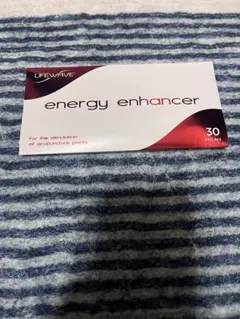 LIFEWAVE
energy enhancer
for the stimulation
of acupuncture points
30